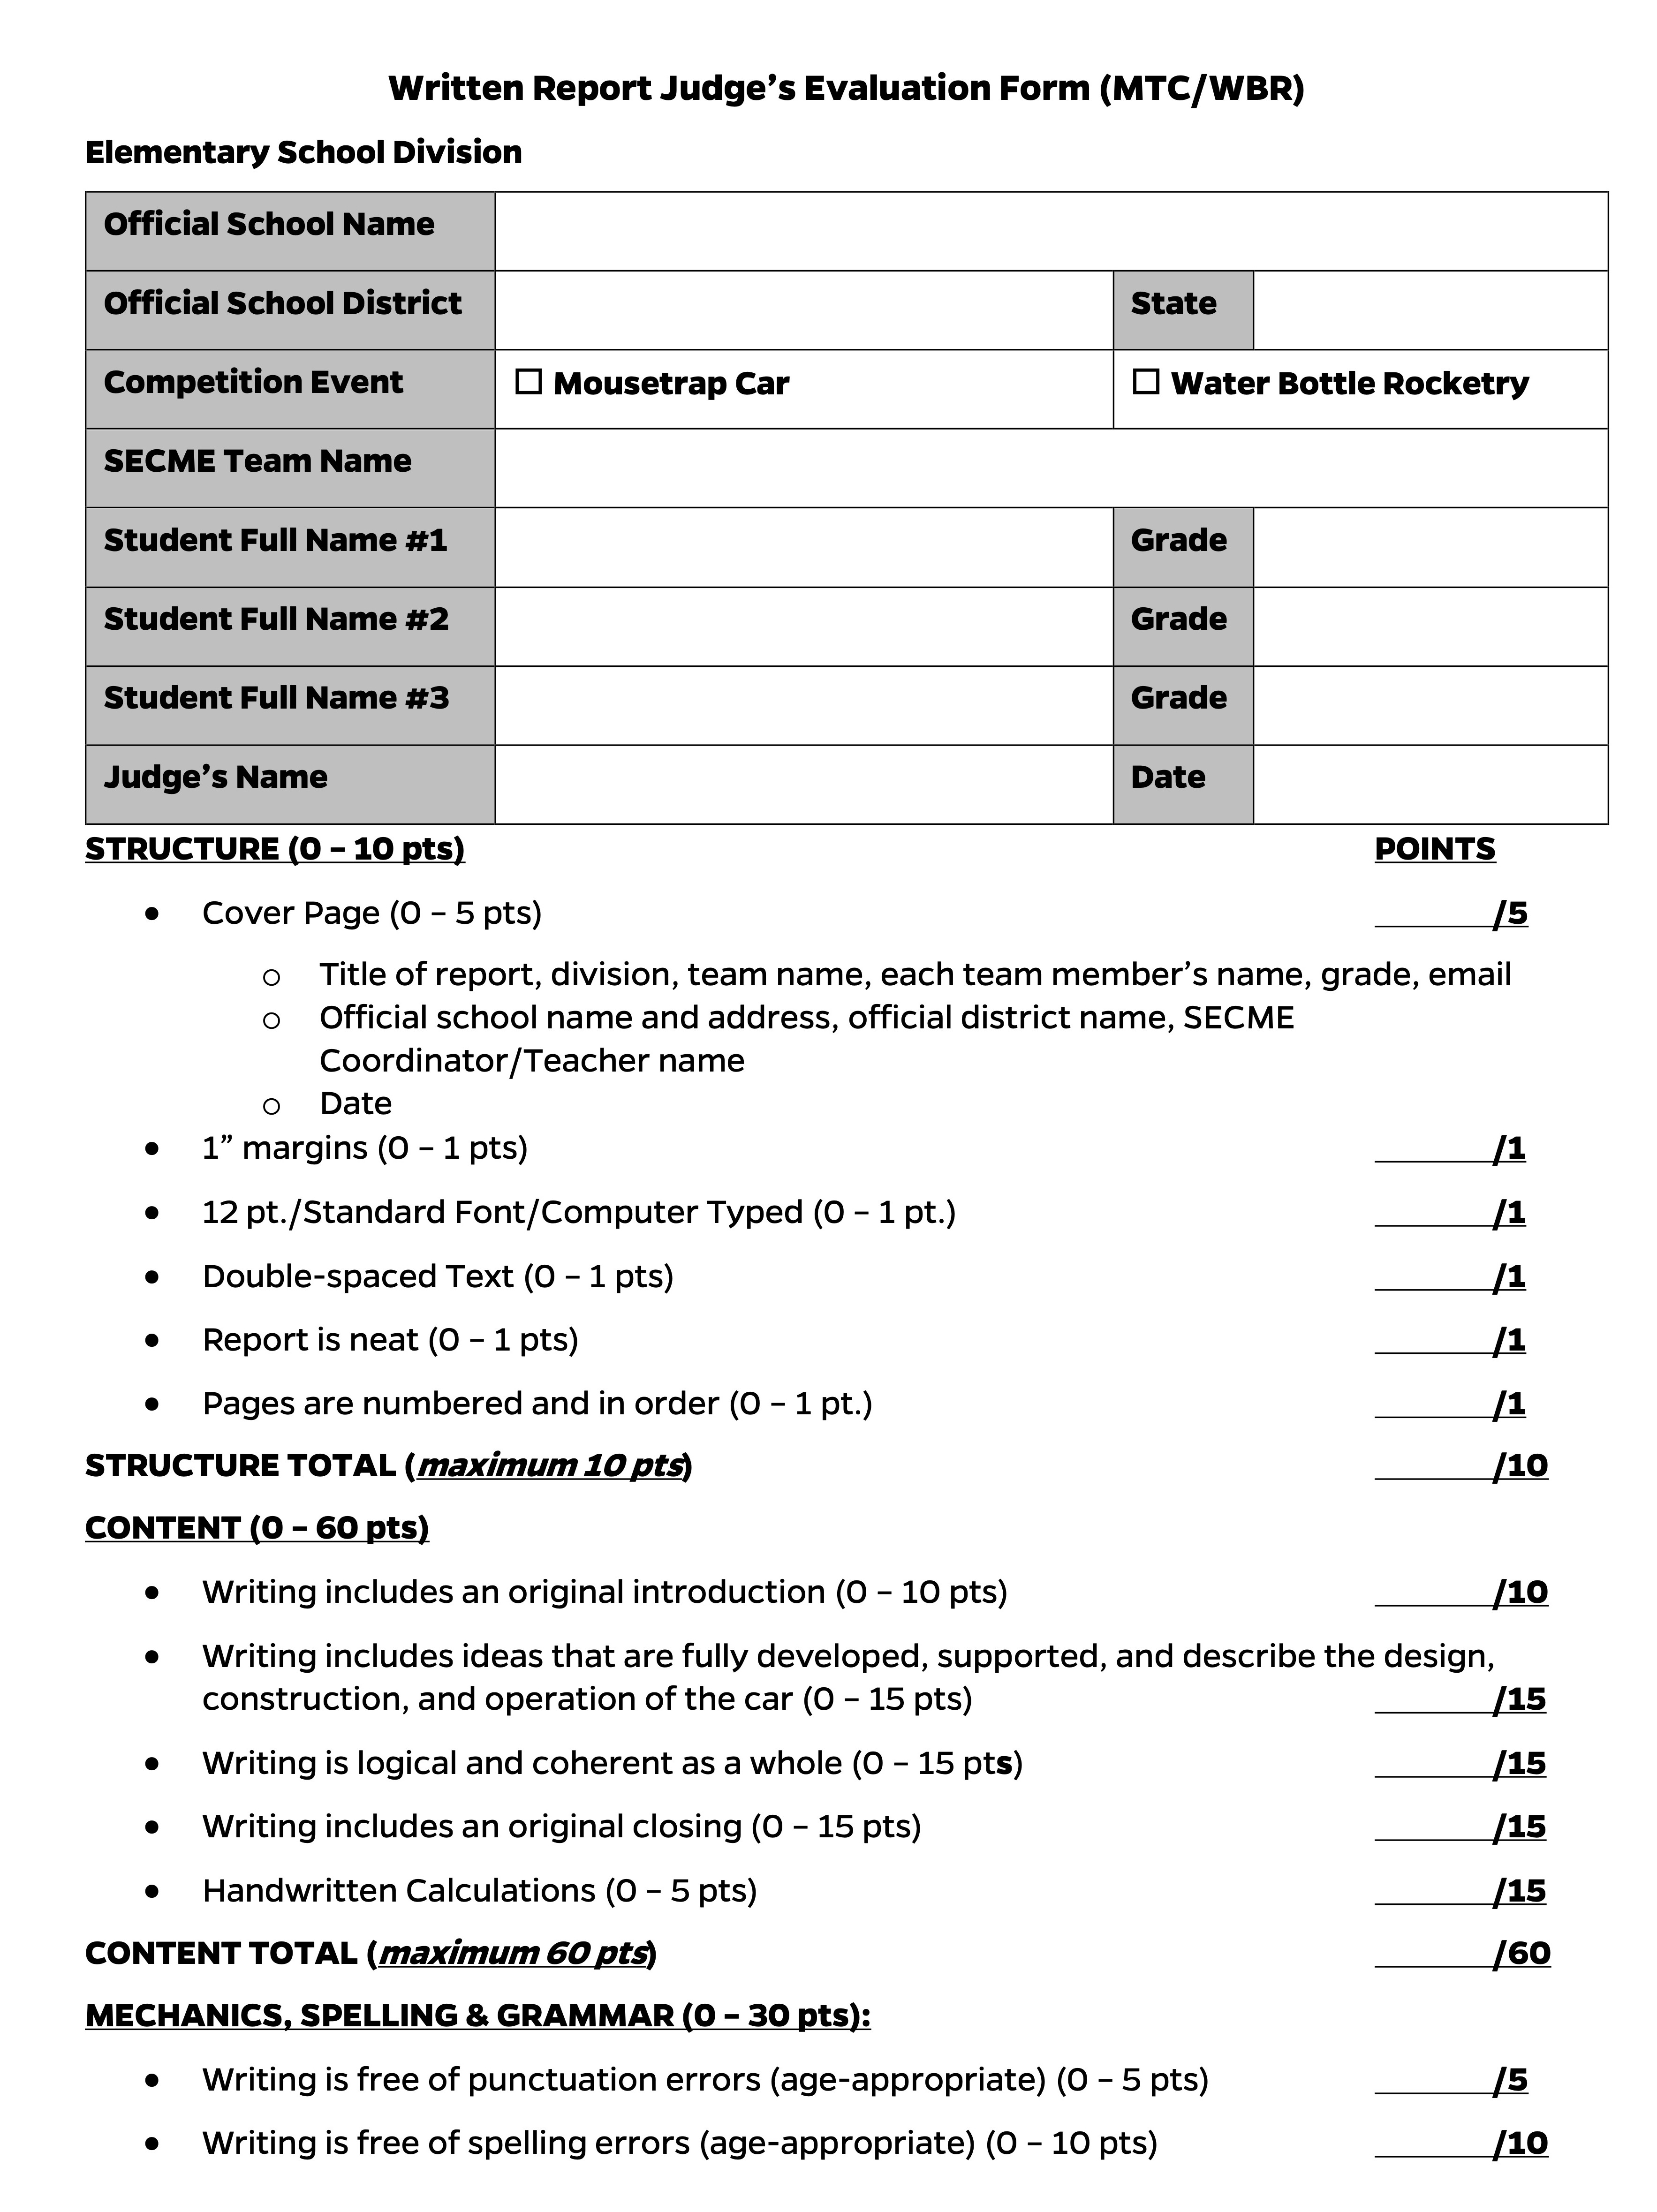 Written Report Judge’s Evaluation Form (MTC/WBR)
Elementary School Division
Official School Name
Official School District State
Competition Event ☐ Mousetrap Car ☐ Water Bottle Rocketry
SECME Team Name
Student Full Name #1 Grade
Student Full Name #2 Grade
Student Full Name #3 Grade
Judge’s Name Date
STRUCTURE (0 – 10 pts) POINTS
• Cover Page (0 – 5 pts) ______/5
o Title of report, division, team name, each team member’s name, grade, email
o Official school name and address, official district name, SECME
Coordinator/Teacher name
o Date
• 1” margins (0 – 1 pts) ______/1
• 12 pt./Standard Font/Computer Typed (0 – 1 pt.) ______/1
• Double-spaced Text (0 – 1 pts) ______/1
• Report is neat (0 – 1 pts) ______/1
• Pages are numbered and in order (0 – 1 pt.) ______/1
STRUCTURE TOTAL (maximum 10 pts) ______/10
CONTENT (0 – 60 pts)
• Writing includes an original introduction (0 – 10 pts) ______/10
• Writing includes ideas that are fully developed, supported, and describe the design,
construction, and operation of the car (0 – 15 pts) ______/15
• Writing is logical and coherent as a whole (0 – 15 pts) ______/15
• Writing includes an original closing (0 – 15 pts) ______/15
• Handwritten Calculations (0 – 5 pts) ______/15
CONTENT TOTAL (maximum 60 pts) ______/60
MECHANICS, SPELLING & GRAMMAR (0 – 30 pts):
• Writing is free of punctuation errors (age-appropriate) (0 – 5 pts) ______/5
• Writing is free of spelling errors (age-appropriate) (0 – 10 pts) ______/10